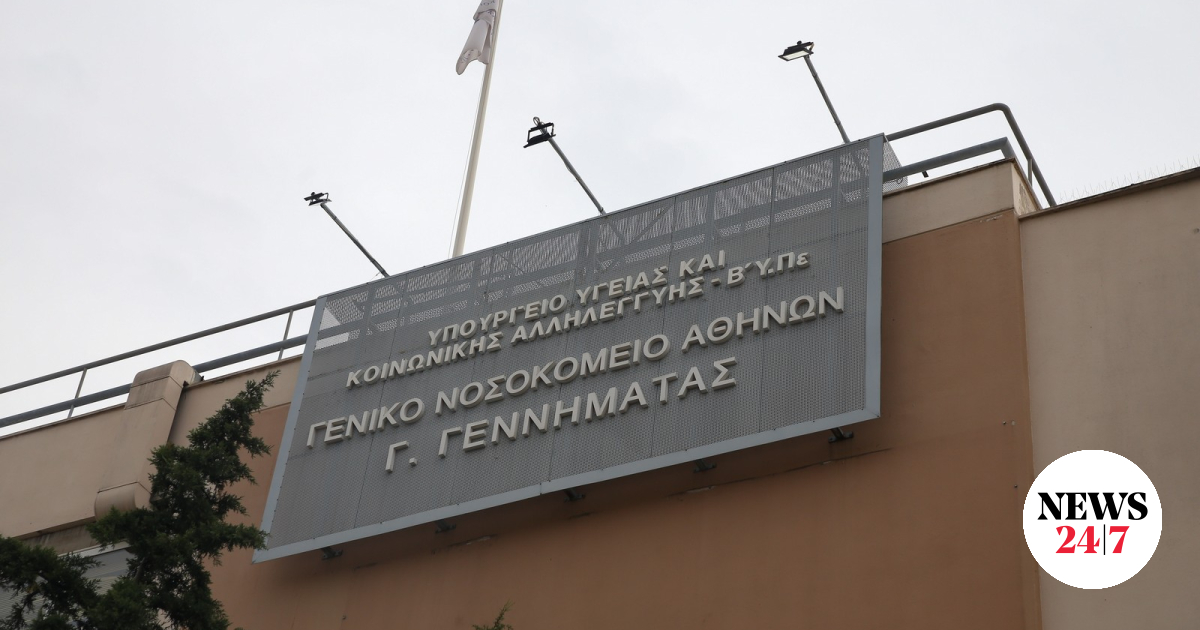 ΥΠΟΥΡΓΕΙΟ ΥΓΕΙΑΣ ΚΑΙ
ΚΟΙΝΩΝΙΚΗΣ ΑΛΛΗΛΕΓΓΥΗΣ - Β΄Υ.Πε
ΓΕΝΙΚΟ ΝΟΣΟΚΟΜΕΙΟ ΑΘΗΝΩΝ
Γ. ΓΕΝΝΗΜΑΤΑΣ
NEWS
24|7